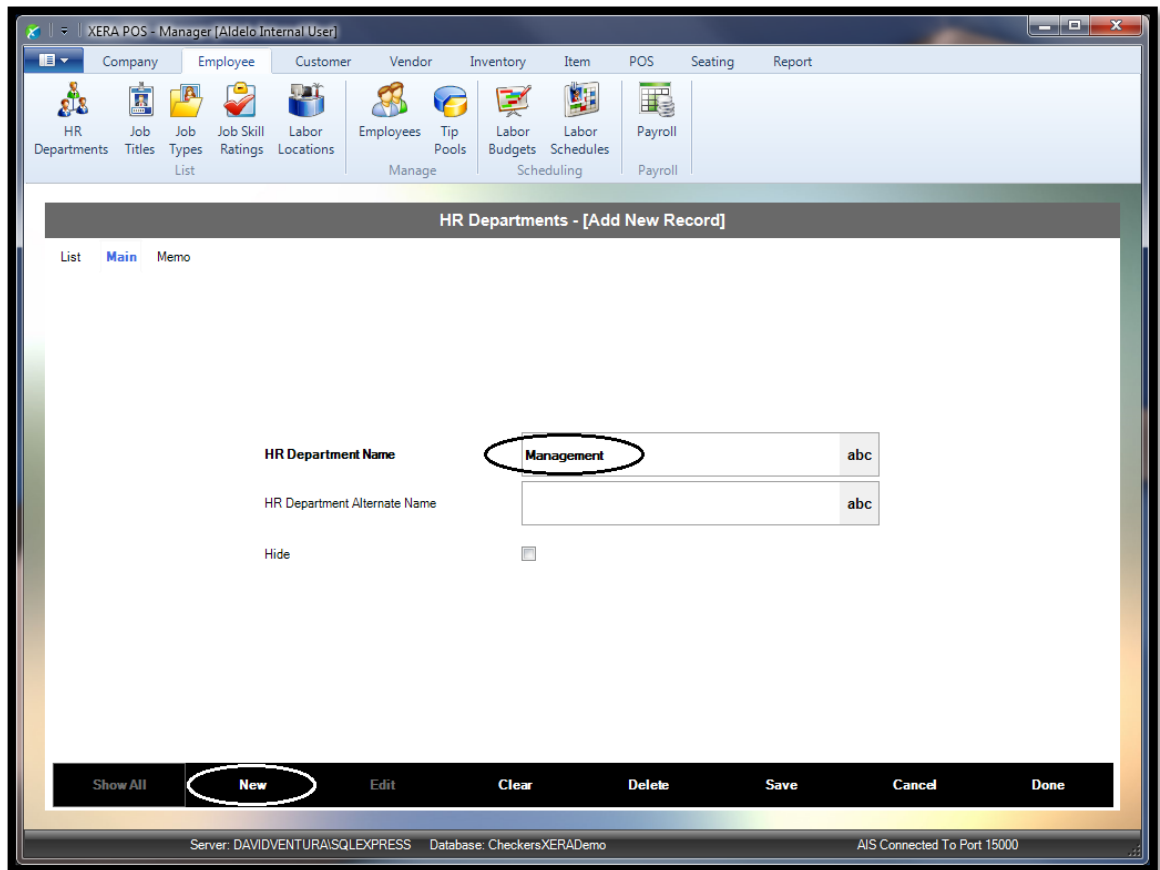 XERA POS - Manager [Aldelo Internal User]
Company Employee Customer Vendor Inventory Item POS Seating Report
HR Departments Job Titles Job Types Job Skill Ratings Labor Locations Employees Tip Pools Labor Budgets Labor Schedules Payroll
List Manage Scheduling Payroll
HR Departments - [Add New Record]
List Main Memo
HR Department Name Management abc
HR Department Alternate Name abc
Hide
Show All New Edit Clear Delete Save Cancel Done
Server: DAVIDVENTURA\SQLEXPRESS Database: CheckersXERADemo AIS Connected To Port 15000